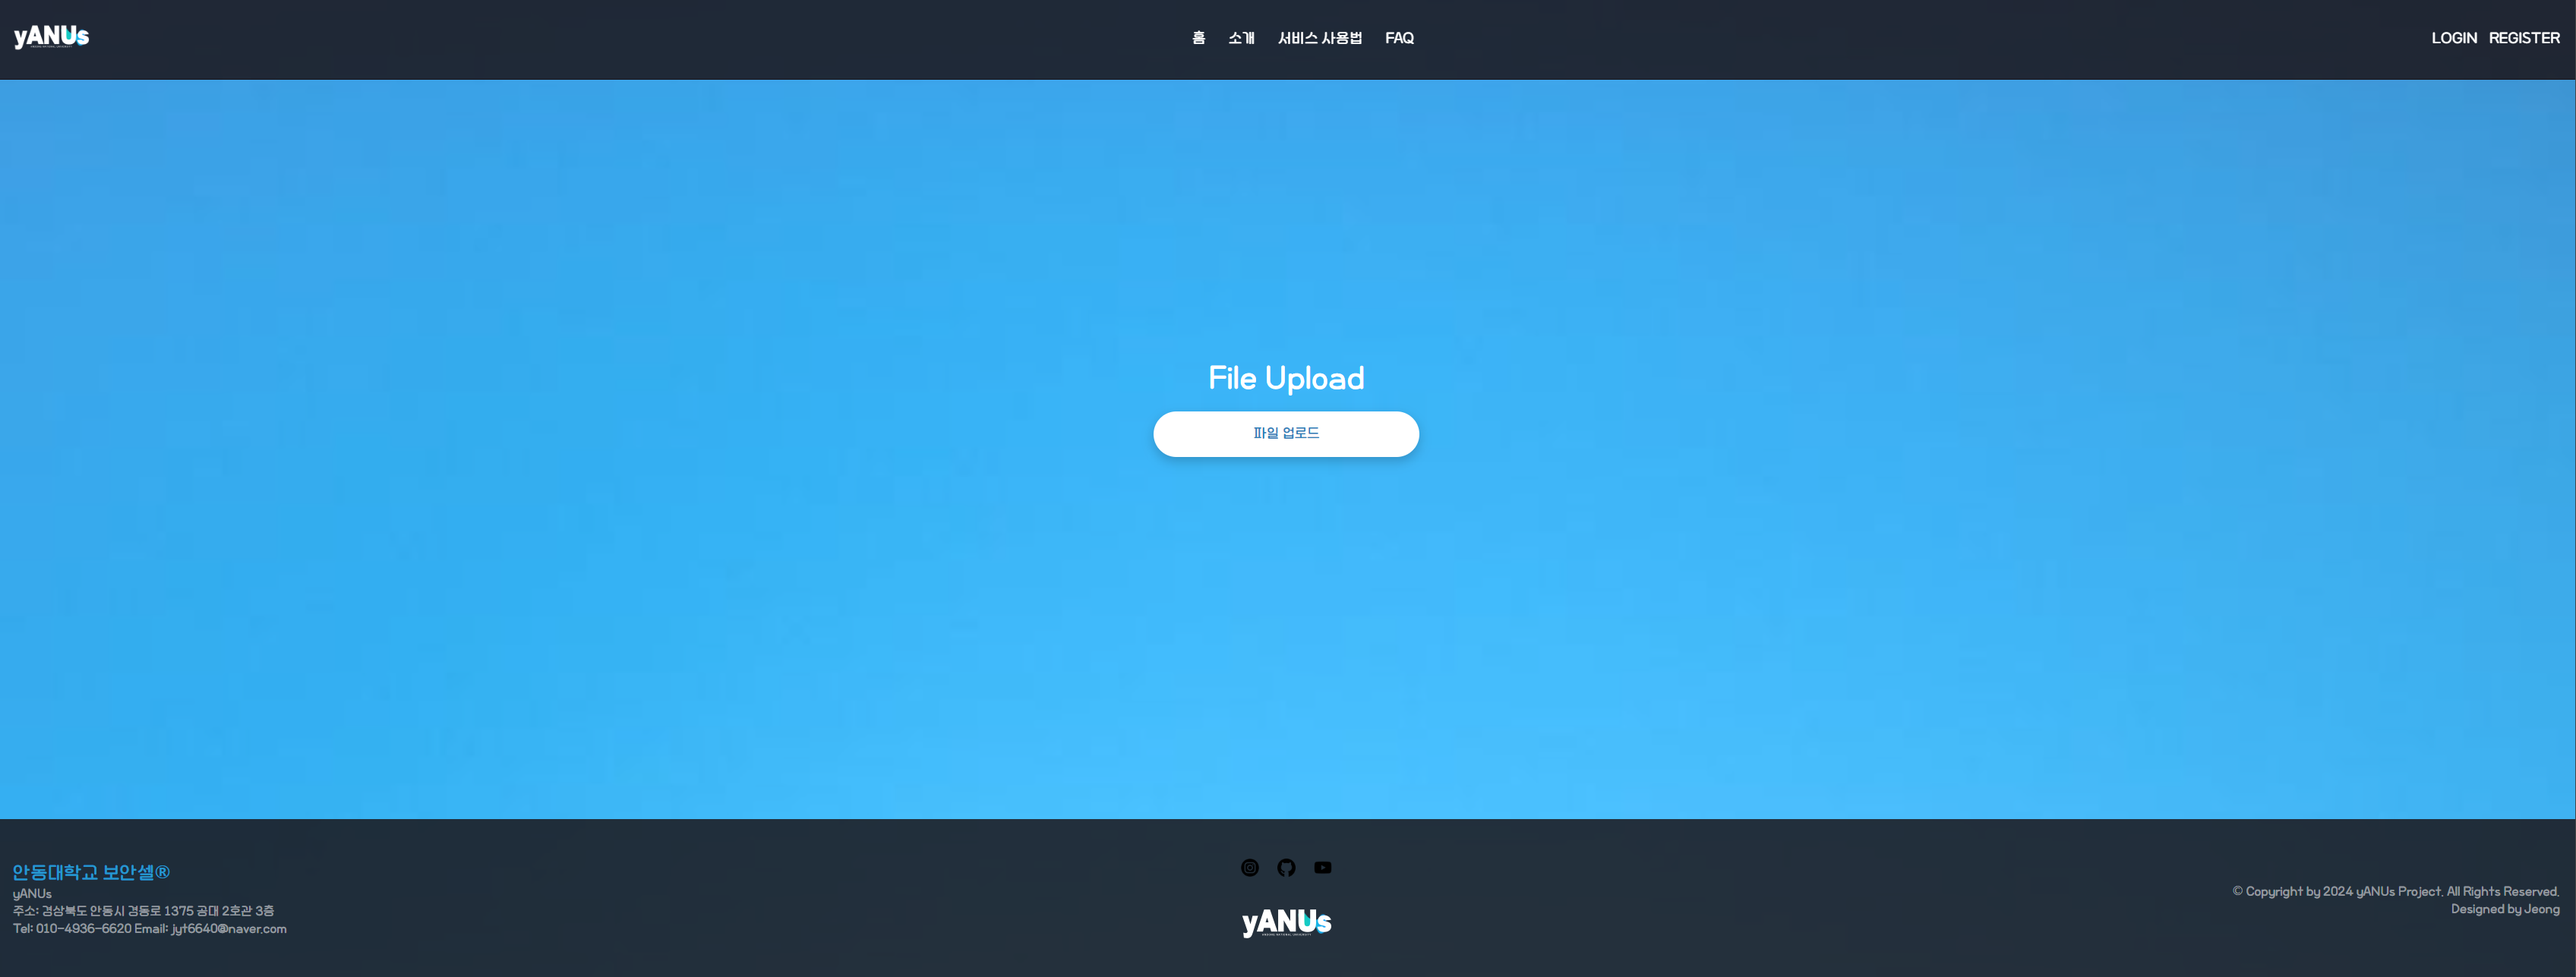 yANUs
홈 소개 서비스 사용법 FAQ
LOGIN REGISTER
File Upload
파일 업로드
안동대학교 보안셀®
yANUs
주소: 경상북도 안동시 경동로 1375 공대 2호관 3층
Tel: 010-4936-6620 Email: jyt6640@naver.com
yANUs
© Copyright by 2024 yANUs Project. All Rights Reserved.
Designed by Jeong